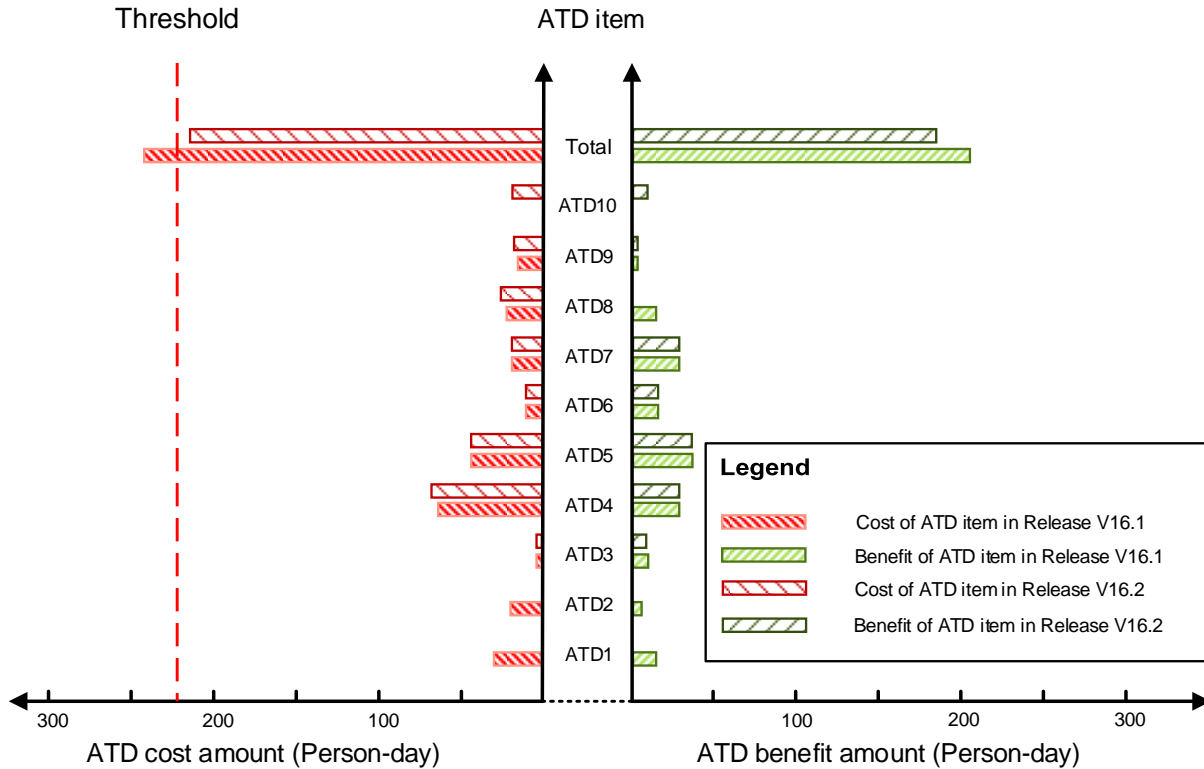 Threshold
ATD item
Total
ATD10
ATD9
ATD8
ATD7
ATD6
ATD5
ATD4
ATD3
ATD2
ATD1
Legend
Cost of ATD item in Release V16.1
Benefit of ATD item in Release V16.1
Cost of ATD item in Release V16.2
Benefit of ATD item in Release V16.2
300 200 100 100 200 300
ATD cost amount (Person-day) ATD benefit amount (Person-day)